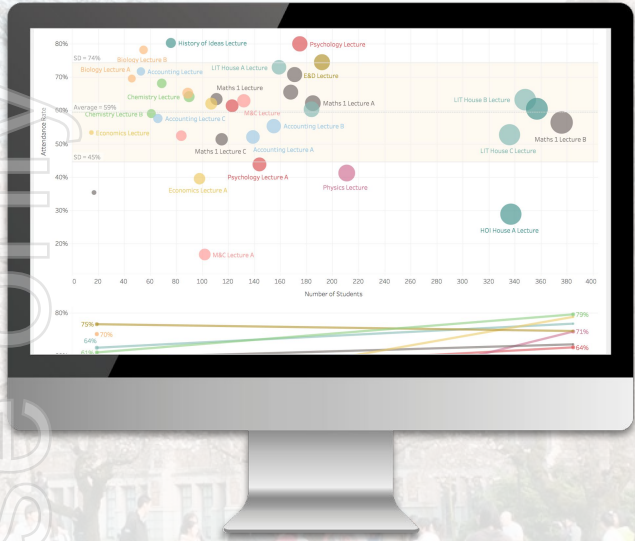 80%
History of Ideas Lecture
Psychology Lecture
Biology Lecture B
SD = 74%
70%
Biology Lecture A
Accounting Lecture
LIT House A Lecture
E&D Lecture
Chemistry Lecture
Maths 1 Lecture
Maths 1 Lecture A
LIT House B Lecture
60%
Average = 59%
Chemistry Lecture B
Accounting Lecture C
M&C Lecture
Economics Lecture
Accounting Lecture B
Maths 1 Lecture B
50%
Maths 1 Lecture C
Accounting Lecture A
LIT House C Lecture
SD = 45%
40%
Economics Lecture A
Psychology Lecture A
Physics Lecture
30%
HOI House A Lecture
20%
M&C Lecture A
Attendance Rate
0 20 40 60 80 100 120 140 160 180 200 220 240 260 280 300 320 340 360 380 400
Number of Students
80%
79%
75%
71%
70%
64%
64%
61%